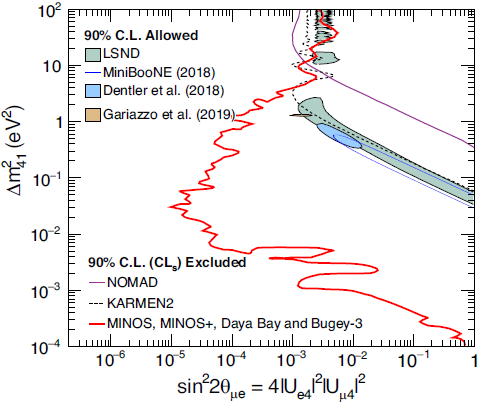 10²
10
1
10⁻¹
10⁻²
10⁻³
10⁻⁴
Δm²₄₁ (eV²)
90% C.L. Allowed
LSND
MiniBooNE (2018)
Dentler et al. (2018)
Gariazzo et al. (2019)
90% C.L. (CLₛ) Excluded
NOMAD
KARMEN2
MINOS, MINOS+, Daya Bay and Bugey-3
10⁻⁶ 10⁻⁵ 10⁻⁴ 10⁻³ 10⁻² 10⁻¹ 1
sin²2θμe = 4|Ue4|²|Uμ4|²